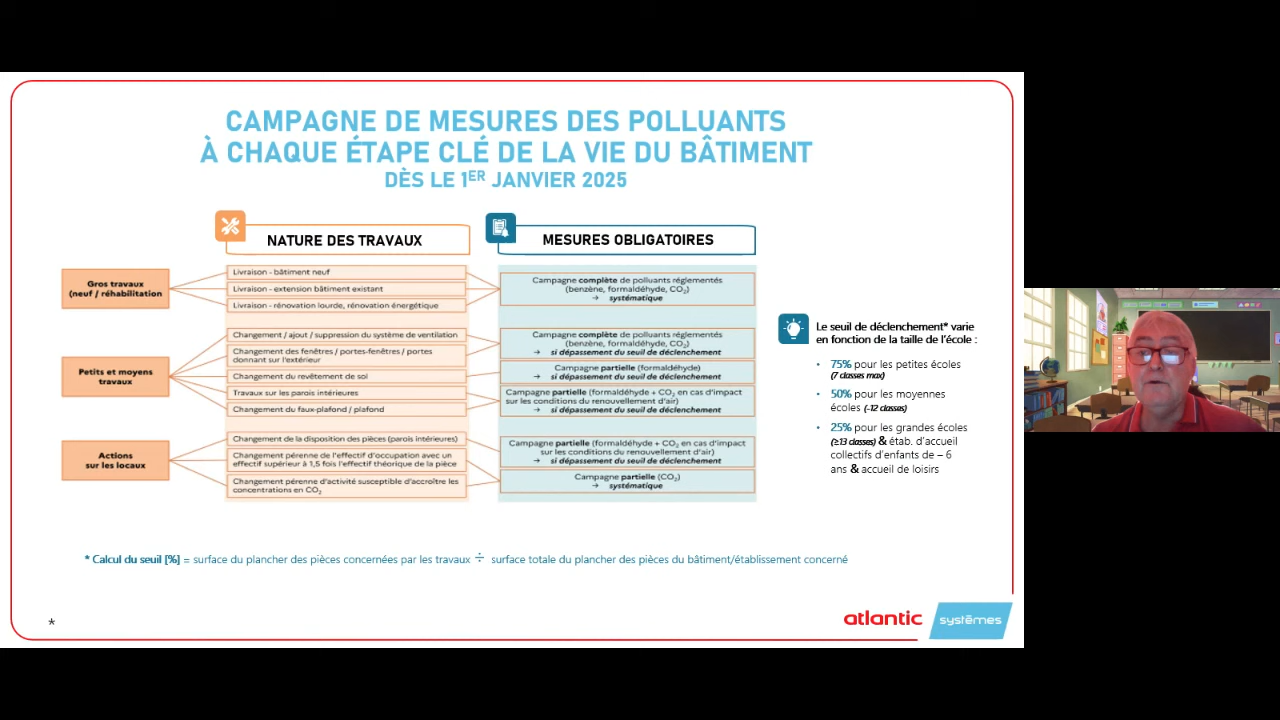 CAMPAGNE DE MESURES DES POLLUANTS
À CHAQUE ÉTAPE CLÉ DE LA VIE DU BÂTIMENT
DÈS LE 1ER JANVIER 2025
NATURE DES TRAVAUX
MESURES OBLIGATOIRES
Gros travaux
(neuf / réhabilitation
Livraison - bâtiment neuf
Livraison - extension bâtiment existant
Livraison - rénovation lourde, rénovation énergétique
Campagne complète de polluants réglementés
(benzène, formaldéhyde, CO2)
→ systématique
Petits et moyens
travaux
Changement / ajout / suppression du système de ventilation
Changement des fenêtres / portes-fenêtres / portes
donnant sur l'extérieur
Changement du revêtement de sol
Travaux sur les parois intérieures
Changement du faux-plafond / plafond
Campagne complète de polluants réglementés
(benzène, formaldéhyde, CO2)
→ si dépassement du seuil de déclenchement
Campagne partielle (formaldéhyde)
→ si dépassement du seuil de déclenchement
Campagne partielle (formaldéhyde + CO2 en cas d'impact
sur les conditions du renouvellement d'air)
→ si dépassement du seuil de déclenchement
Actions
sur les locaux
Changement de la disposition des pièces (parois intérieures)
Changement pérenne de l'effectif d'occupation avec un
effectif supérieur à 1,5 fois l'effectif théorique de la pièce
Changement pérenne d'activité susceptible d'accroître les
concentrations en CO2
Campagne partielle (formaldéhyde + CO2 en cas d'impact
sur les conditions du renouvellement d'air)
→ si dépassement du seuil de déclenchement
Campagne partielle (CO2)
→ systématique
Le seuil de déclenchement* varie
en fonction de la taille de l'école :
• 75% pour les petites écoles
(7 classes max)
• 50% pour les moyennes
écoles (-12 classes)
• 25% pour les grandes écoles
(≥13 classes) & étab. d'accueil
collectifs d'enfants de – 6
ans & accueil de loisirs
* Calcul du seuil [%] = surface du plancher des pièces concernées par les travaux ÷ surface totale du plancher des pièces du bâtiment/établissement concerné
*
atlantic systèmes